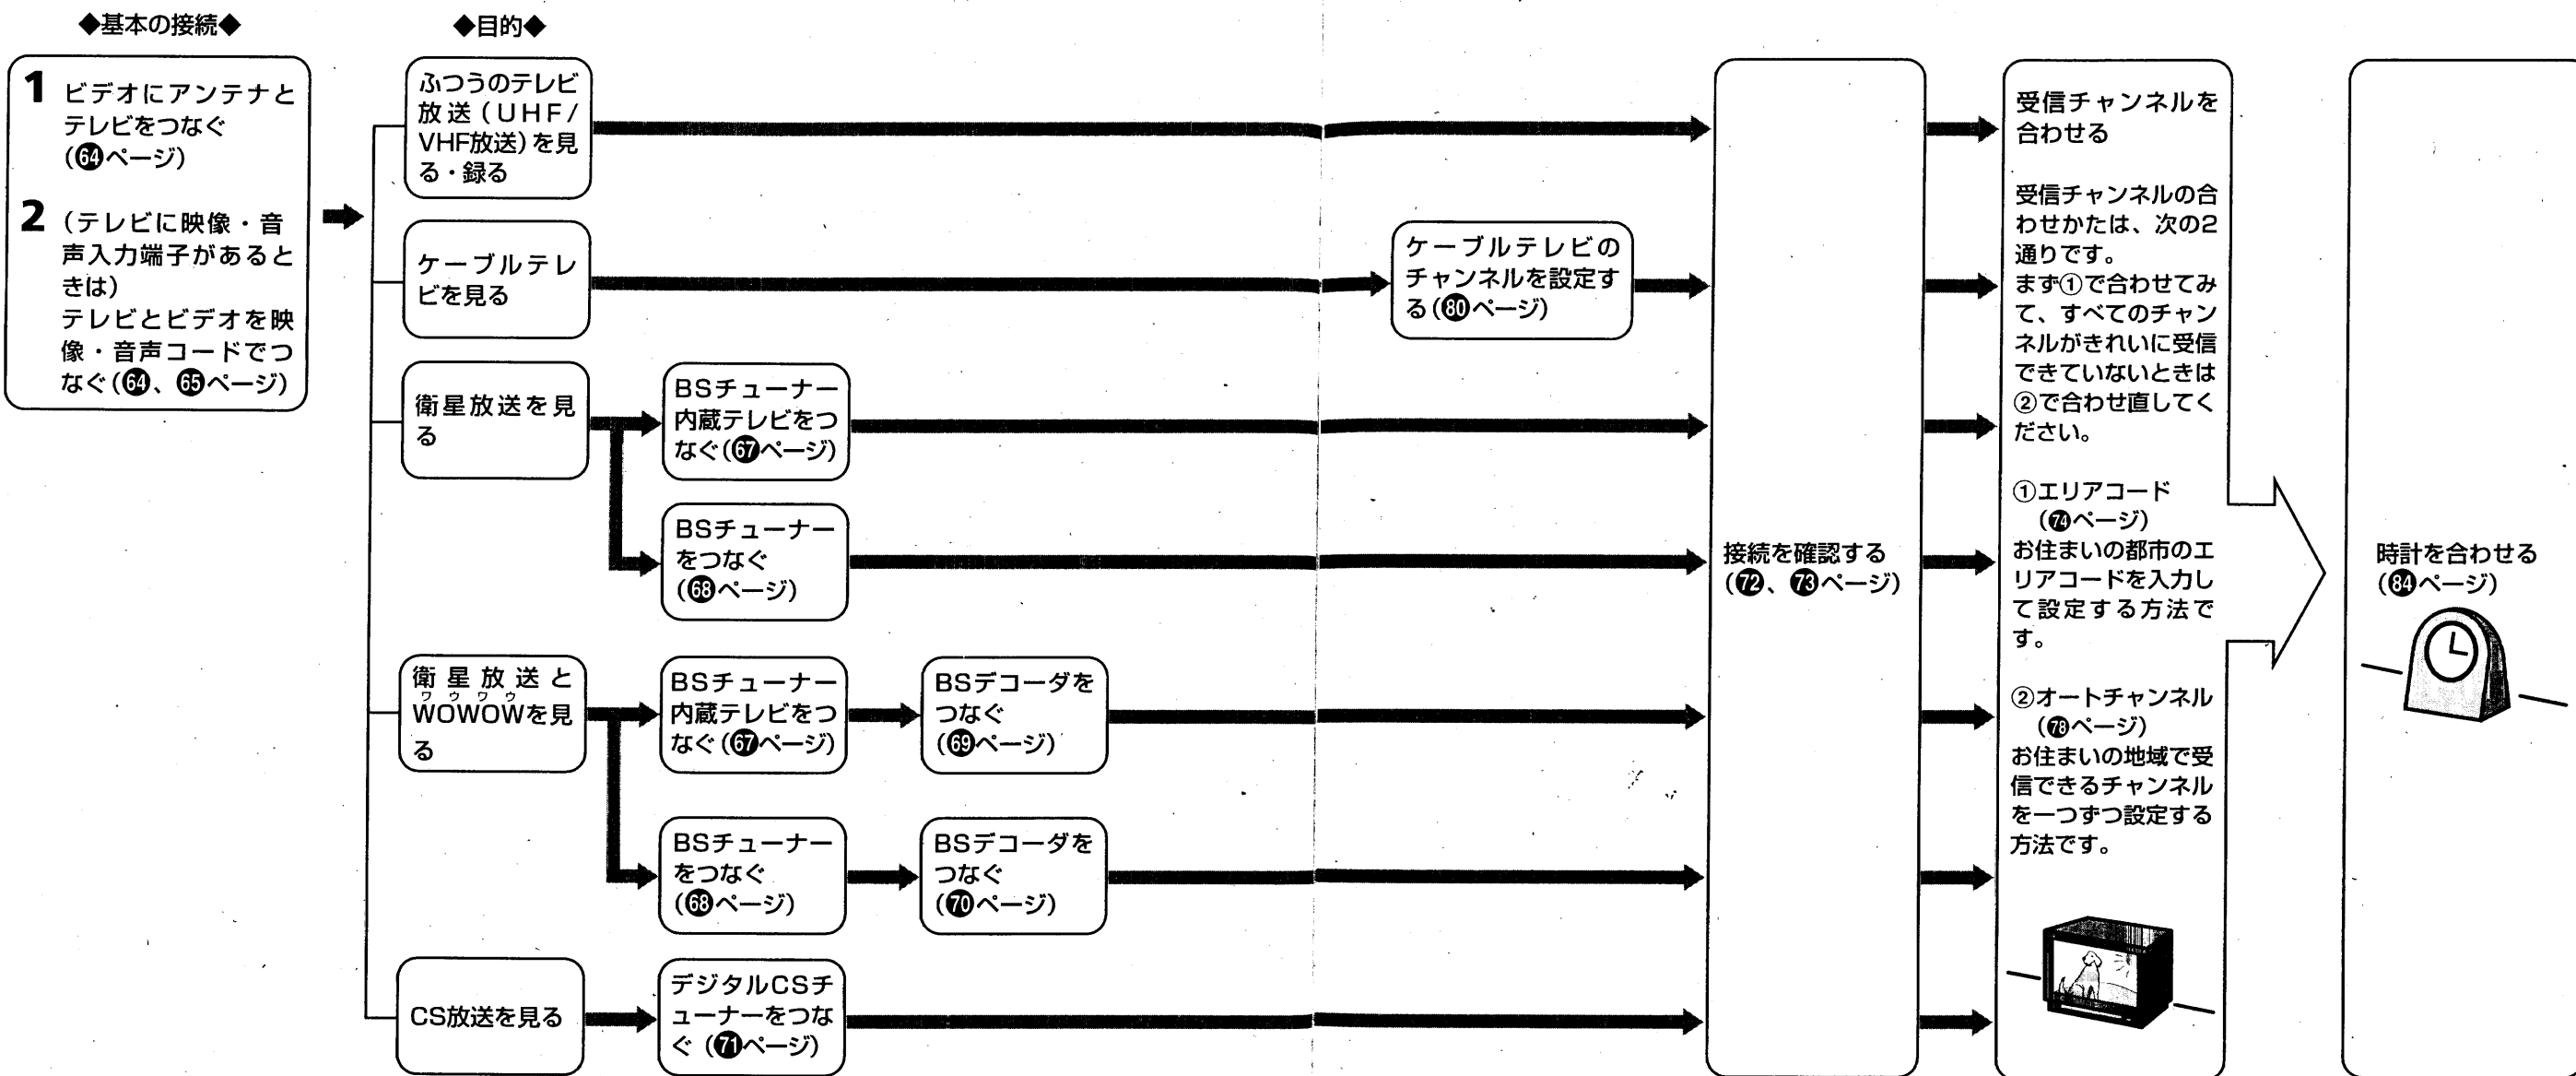 ◆基本の接続◆
1 ビデオにアンテナと
テレビをつなぐ
(64ページ)
2 (テレビに映像・音
声入力端子があると
きは)
テレビとビデオを映
像・音声コードでつ
なぐ(64、65ページ)
◆目的◆
ふつうのテレビ
放送(UHF/
VHF放送)を見
る・録る
ケーブルテレ
ビを見る
ケーブルテレビの
チャンネルを設定す
る(80ページ)
衛星放送を見
る
BSチューナー
内蔵テレビをつ
なぐ(67ページ)
BSチューナー
をつなぐ
(68ページ)
衛星放送と
ワウワウ
WOWOWを見
る
BSチューナー
内蔵テレビをつ
なぐ(67ページ)
BSデコーダを
つなぐ
(69ページ)
BSチューナー
をつなぐ
(68ページ)
BSデコーダを
つなぐ
(70ページ)
CS放送を見る
デジタルCSチ
ューナーをつな
ぐ(71ページ)
接続を確認する
(72、73ページ)
受信チャンネルを
合わせる
受信チャンネルの合
わせかたは、次の2
通りです。
まず①で合わせてみ
て、すべてのチャン
ネルがきれいに受信
できていないときは
②で合わせ直してく
ださい。
①エリアコード
(74ページ)
お住まいの都市のエ
リアコードを入力し
て設定する方法で
す。
②オートチャンネル
(78ページ)
お住まいの地域で受
信できるチャンネル
を一つずつ設定する
方法です。
時計を合わせる
(84ページ)